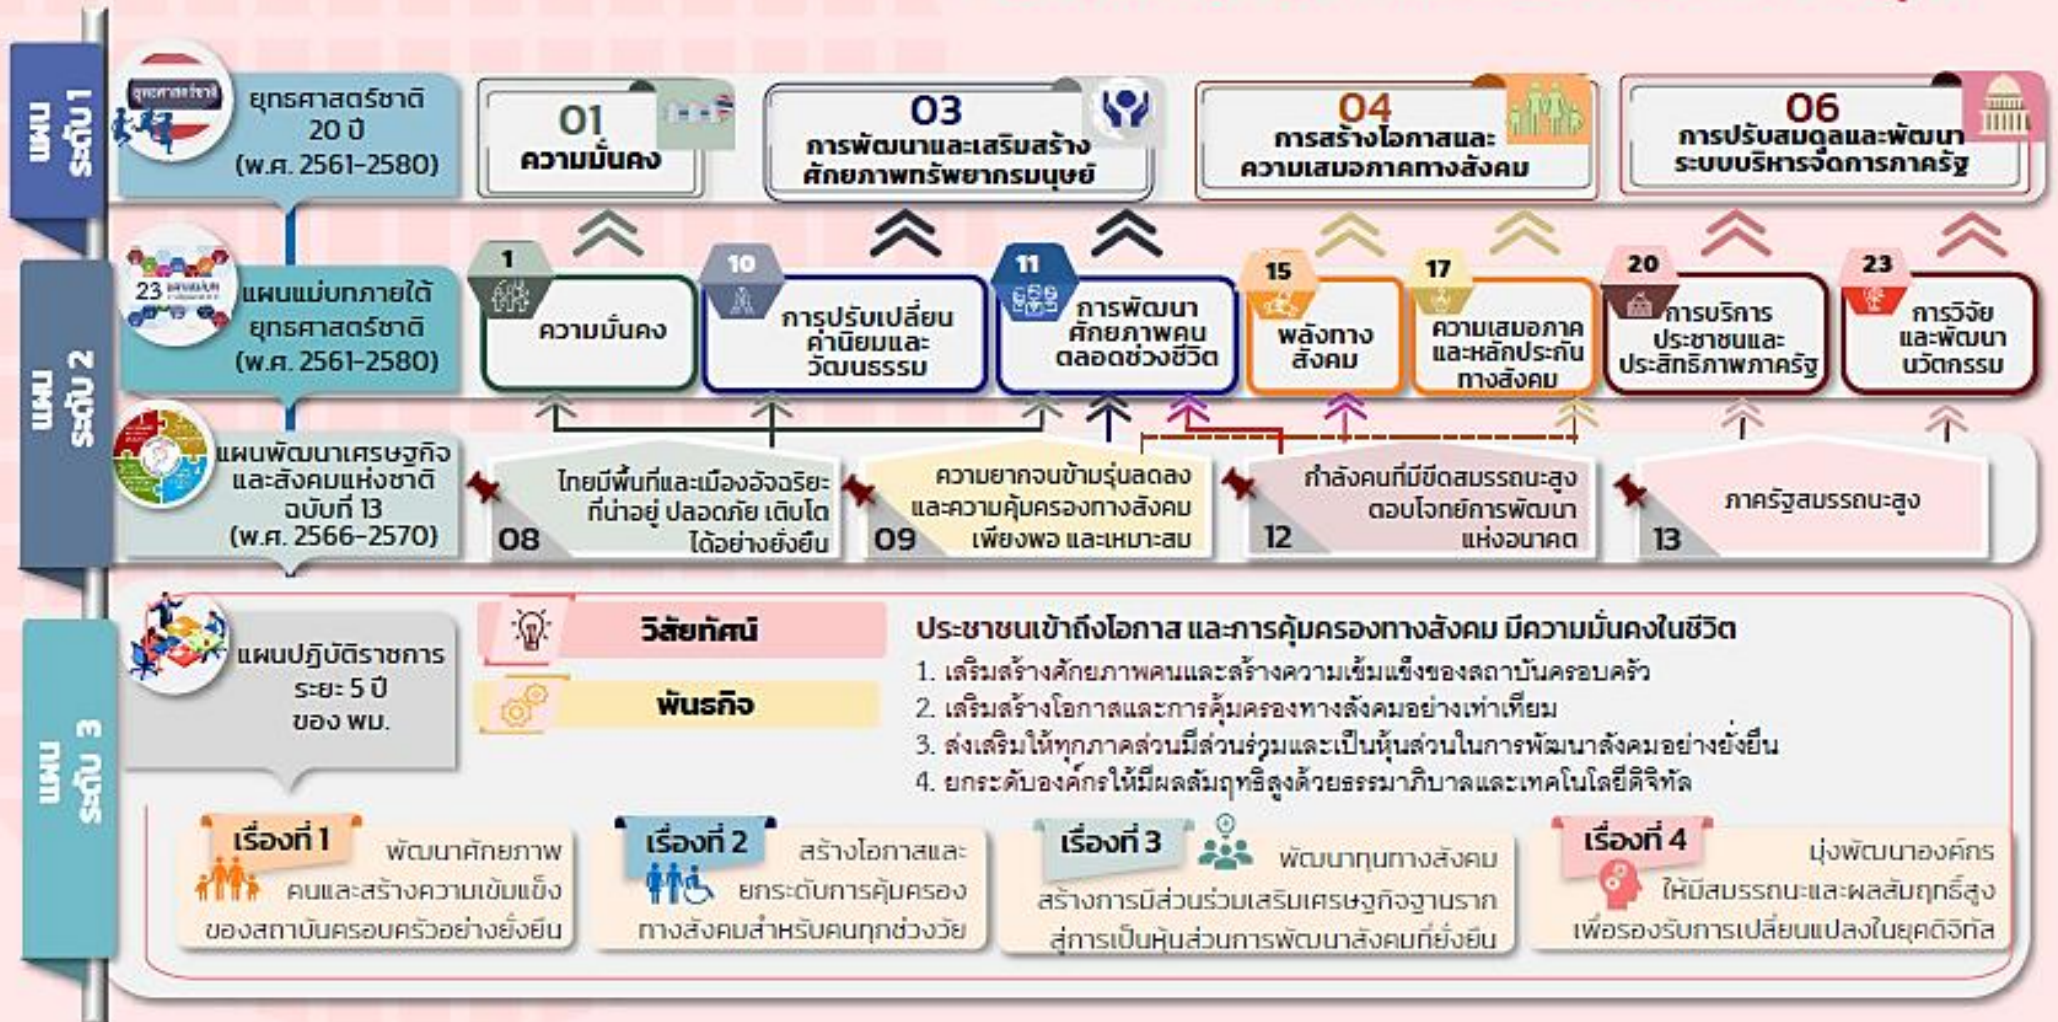 แผน
ระดับ 1
ยุทธศาสตร์ชาติ
ยุทธศาสตร์ชาติ
20 ปี
(พ.ศ. 2561-2580)
01
ความมั่นคง
03
การพัฒนาและเสริมสร้าง
ศักยภาพทรัพยากรมนุษย์
04
การสร้างโอกาสและ
ความเสมอภาคทางสังคม
06
การปรับสมดุลและพัฒนา
ระบบบริหารจัดการภาครัฐ
แผน
ระดับ 2
23 แผนแม่บท
แผนแม่บทภายใต้
ยุทธศาสตร์ชาติ
(พ.ศ. 2561-2580)
1
ความมั่นคง
10
การปรับเปลี่ยน
ค่านิยมและ
วัฒนธรรม
11
การพัฒนา
ศักยภาพคน
ตลอดช่วงชีวิต
15
พลังทาง
สังคม
17
ความเสมอภาค
และหลักประกัน
ทางสังคม
20
การบริการ
ประชาชนและ
ประสิทธิภาพภาครัฐ
23
การวิจัย
และพัฒนา
นวัตกรรม
แผนพัฒนาเศรษฐกิจ
และสังคมแห่งชาติ
ฉบับที่ 13
(พ.ศ. 2566-2570)
ไทยมีพื้นที่และเมืองอัจฉริยะ
ที่น่าอยู่ ปลอดภัย เติบโต
08 ได้อย่างยั่งยืน
ความยากจนข้ามรุ่นลดลง
และความคุ้มครองทางสังคม
09 เพียงพอ และเหมาะสม
กำลังคนที่มีขีดสมรรถนะสูง
ตอบโจทย์การพัฒนา
12 แห่งอนาคต
ภาครัฐสมรรถนะสูง
13
แผน
ระดับ 3
แผนปฏิบัติราชการ
ระยะ 5 ปี
ของ พม.
วิสัยทัศน์
ประชาชนเข้าถึงโอกาส และการคุ้มครองทางสังคม มีความมั่นคงในชีวิต
พันธกิจ
1. เสริมสร้างศักยภาพคนและสร้างความเข้มแข็งของสถาบันครอบครัว
2. เสริมสร้างโอกาสและการคุ้มครองทางสังคมอย่างเท่าเทียม
3. ส่งเสริมให้ทุกภาคส่วนมีส่วนร่วมและเป็นหุ้นส่วนในการพัฒนาสังคมอย่างยั่งยืน
4. ยกระดับองค์กรให้มีผลสัมฤทธิ์สูงด้วยธรรมาภิบาลและเทคโนโลยีดิจิทัล
เรื่องที่ 1
พัฒนาศักยภาพ
คนและสร้างความเข้มแข็ง
ของสถาบันครอบครัวอย่างยั่งยืน
เรื่องที่ 2
สร้างโอกาสและ
ยกระดับการคุ้มครอง
ทางสังคมสำหรับคนทุกช่วงวัย
เรื่องที่ 3
พัฒนาทุนทางสังคม
สร้างการมีส่วนร่วมเสริมเศรษฐกิจฐานราก
สู่การเป็นหุ้นส่วนการพัฒนาสังคมที่ยั่งยืน
เรื่องที่ 4
มุ่งพัฒนาองค์กร
ให้มีสมรรถนะและผลสัมฤทธิ์สูง
เพื่อรองรับการเปลี่ยนแปลงในยุคดิจิทัล